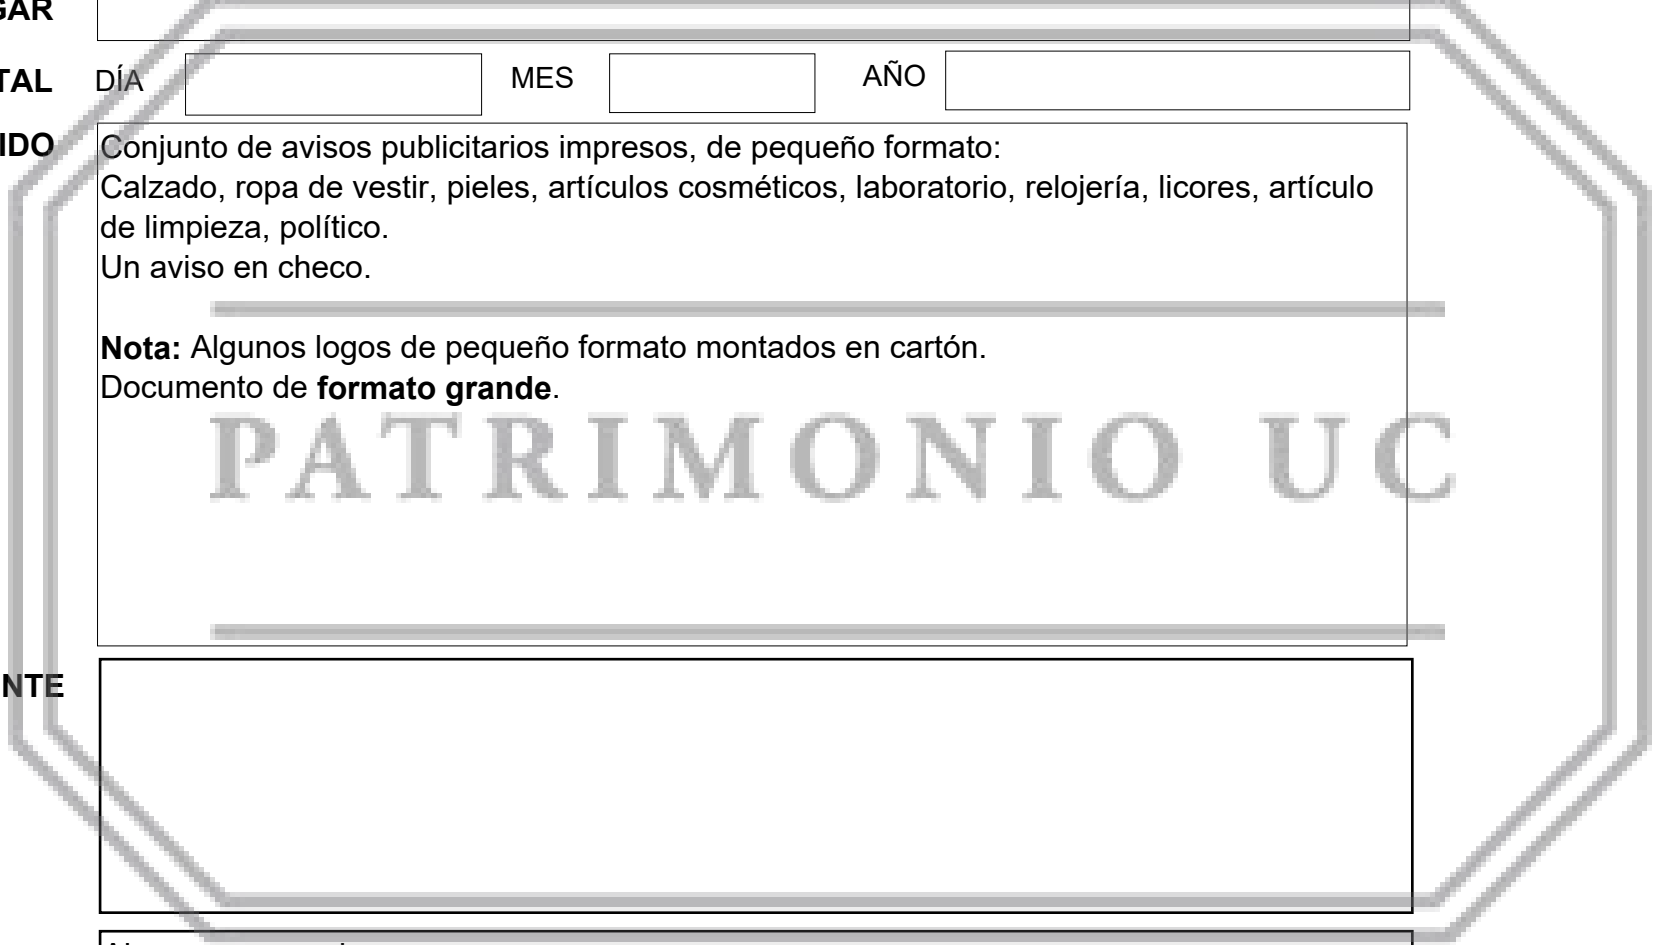 GAR
TAL DÍA MES AÑO
IDO
Conjunto de avisos publicitarios impresos, de pequeño formato:
Calzado, ropa de vestir, pieles, artículos cosméticos, laboratorio, relojería, licores, artículo
de limpieza, político.
Un aviso en checo.
Nota: Algunos logos de pequeño formato montados en cartón.
Documento de formato grande.
PATRIMONIO UC
NTE